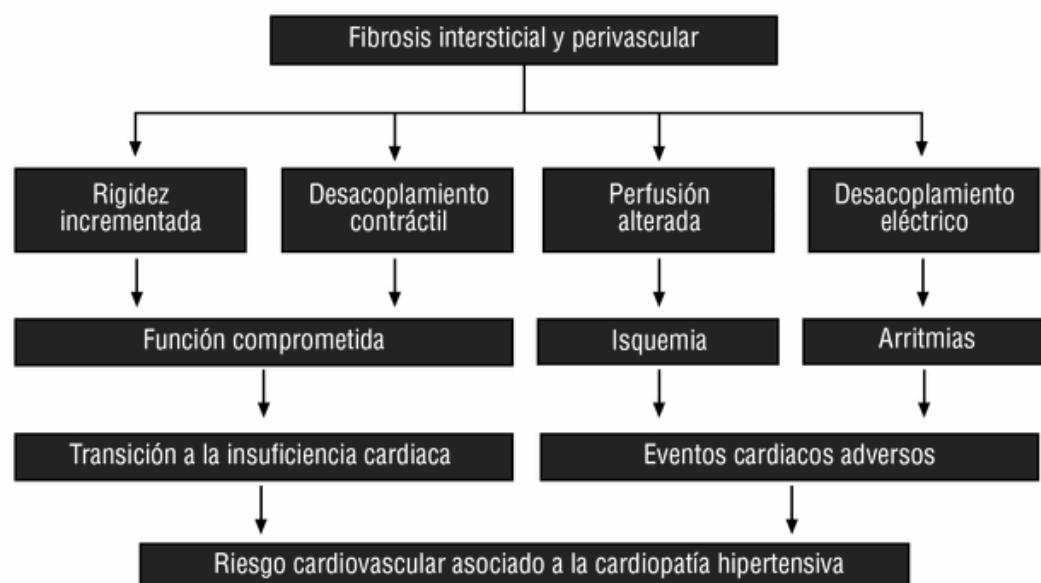 Fibrosis intersticial y perivascular
Rigidez
incrementada
Desacoplamiento
contráctil
Perfusión
alterada
Desacoplamiento
eléctrico
Función comprometida
Isquemia
Arritmias
Transición a la insuficiencia cardiaca
Eventos cardiacos adversos
Riesgo cardiovascular asociado a la cardiopatía hipertensiva